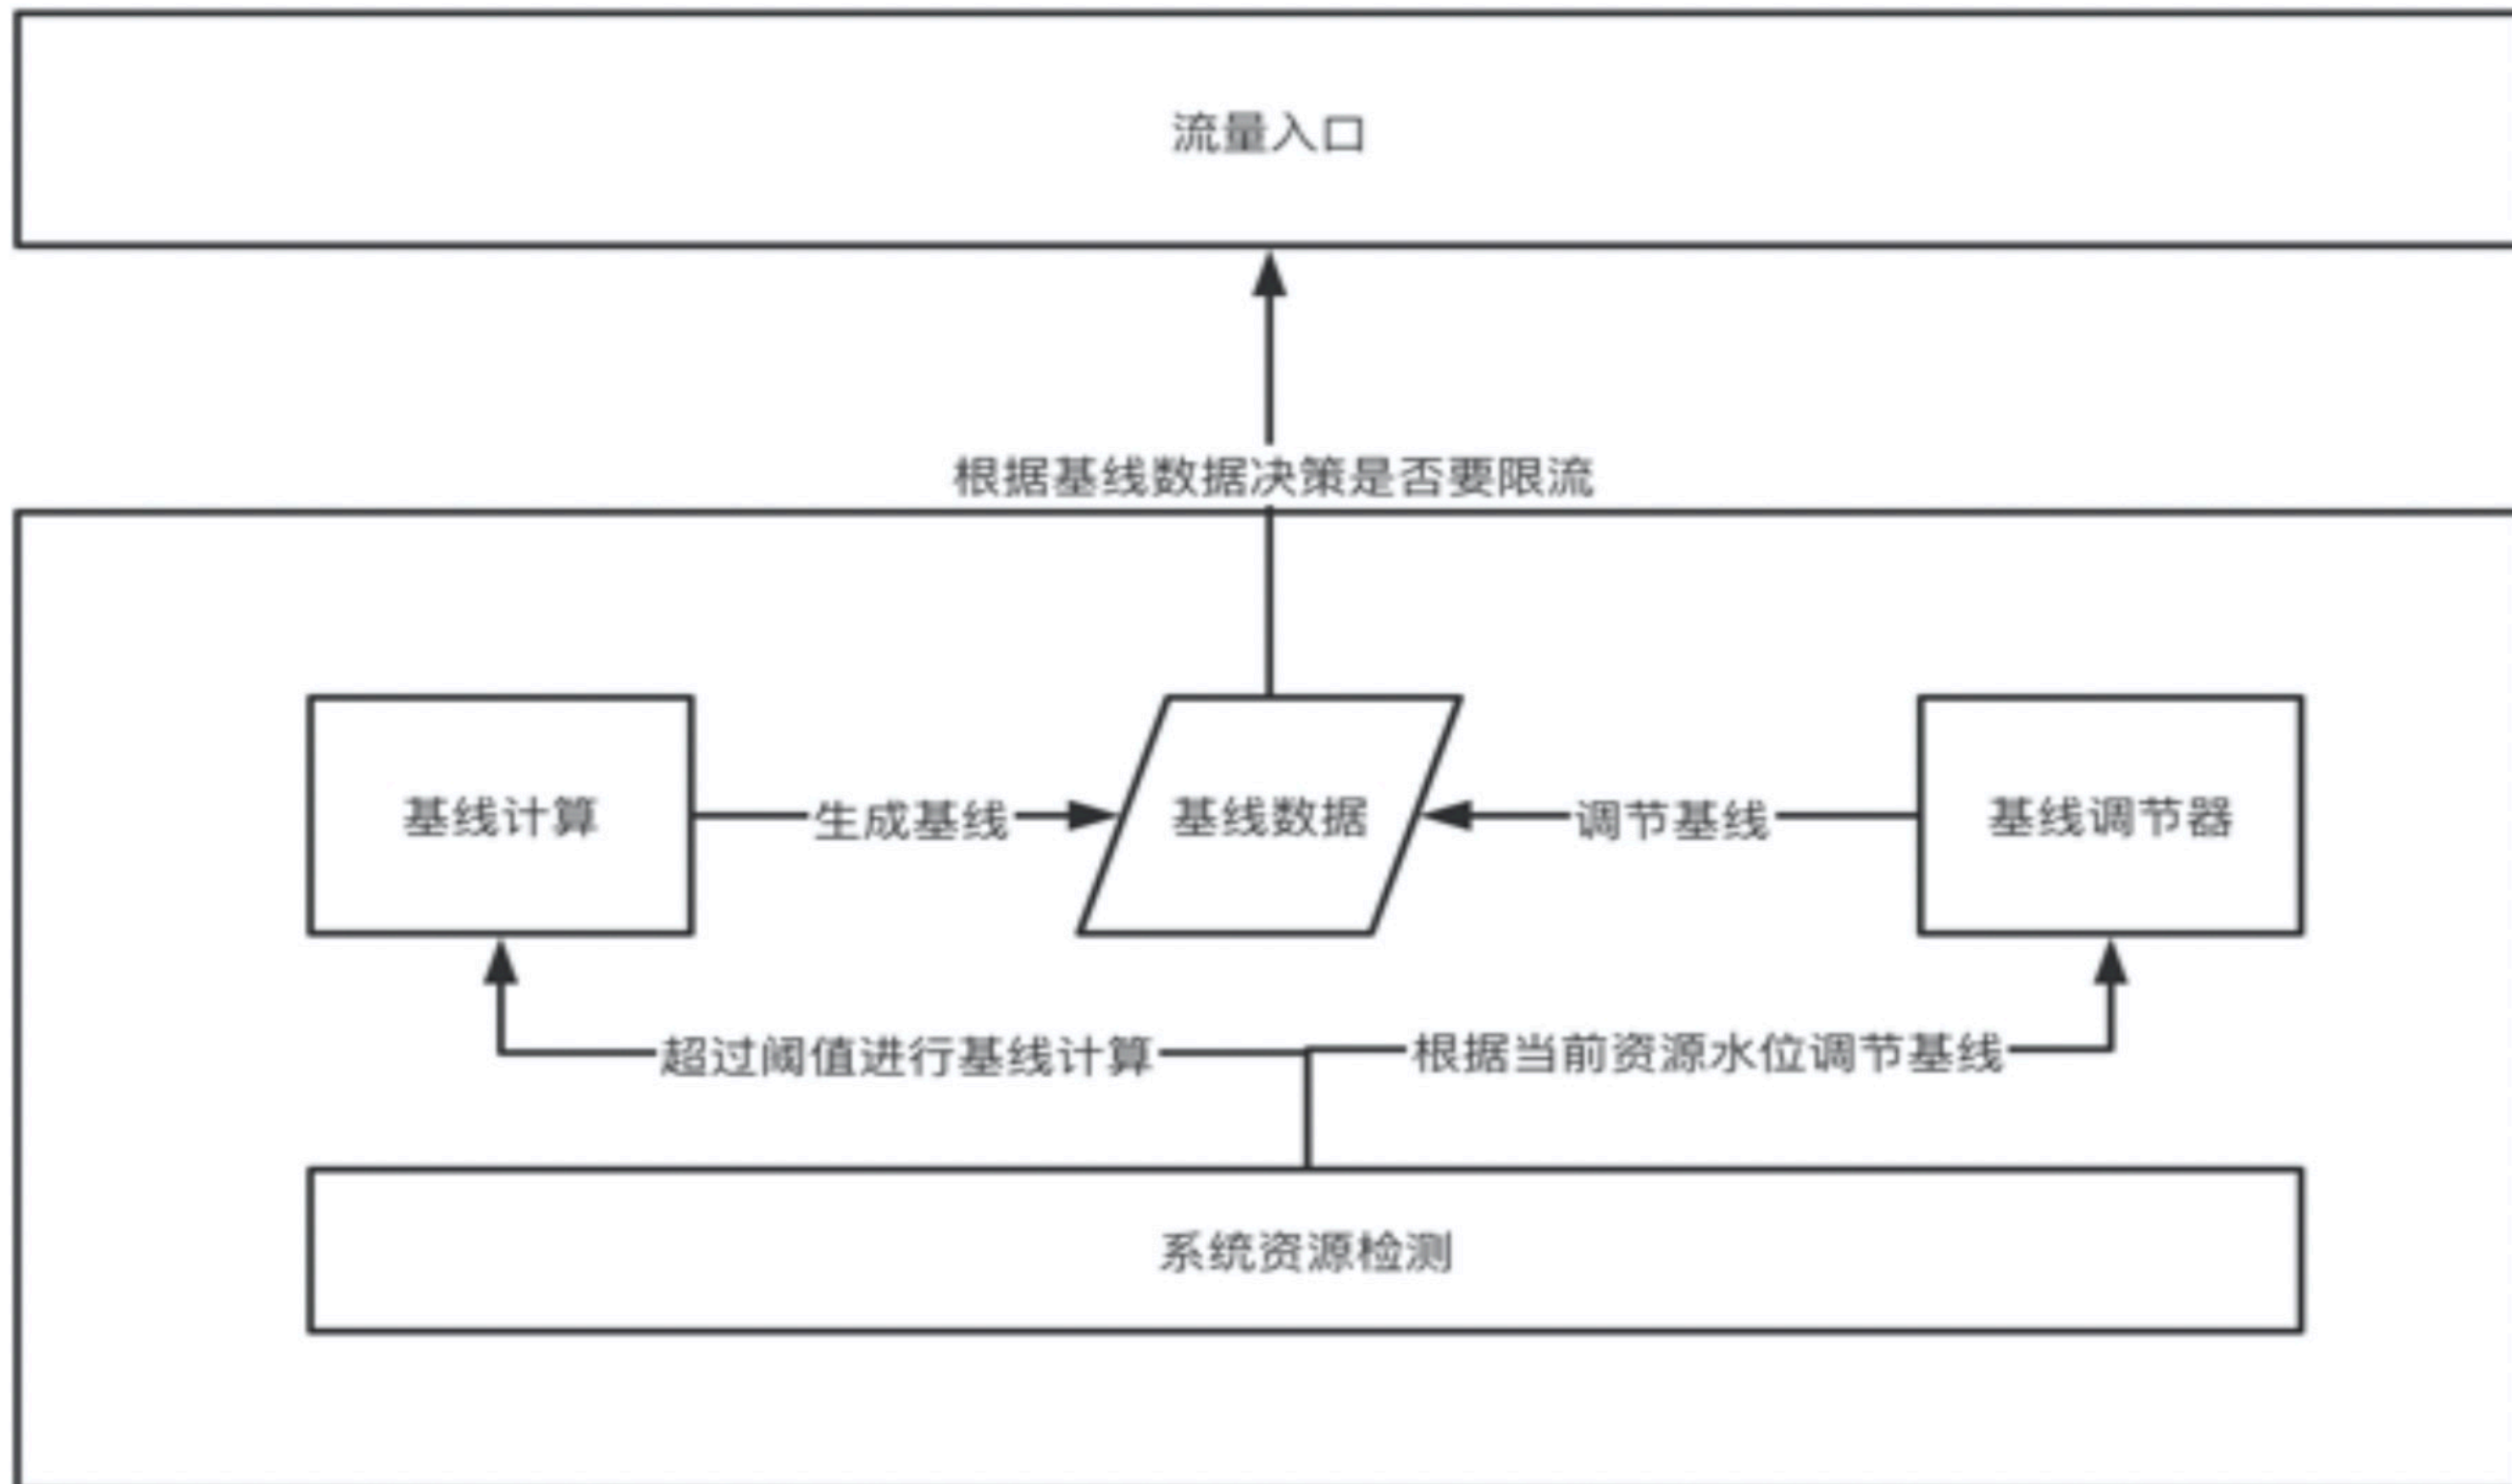 流量入口
根据基线数据决策是否要限流
基线计算
生成基线
基线数据
调节基线
基线调节器
超过阈值进行基线计算
根据当前资源水位调节基线
系统资源检测